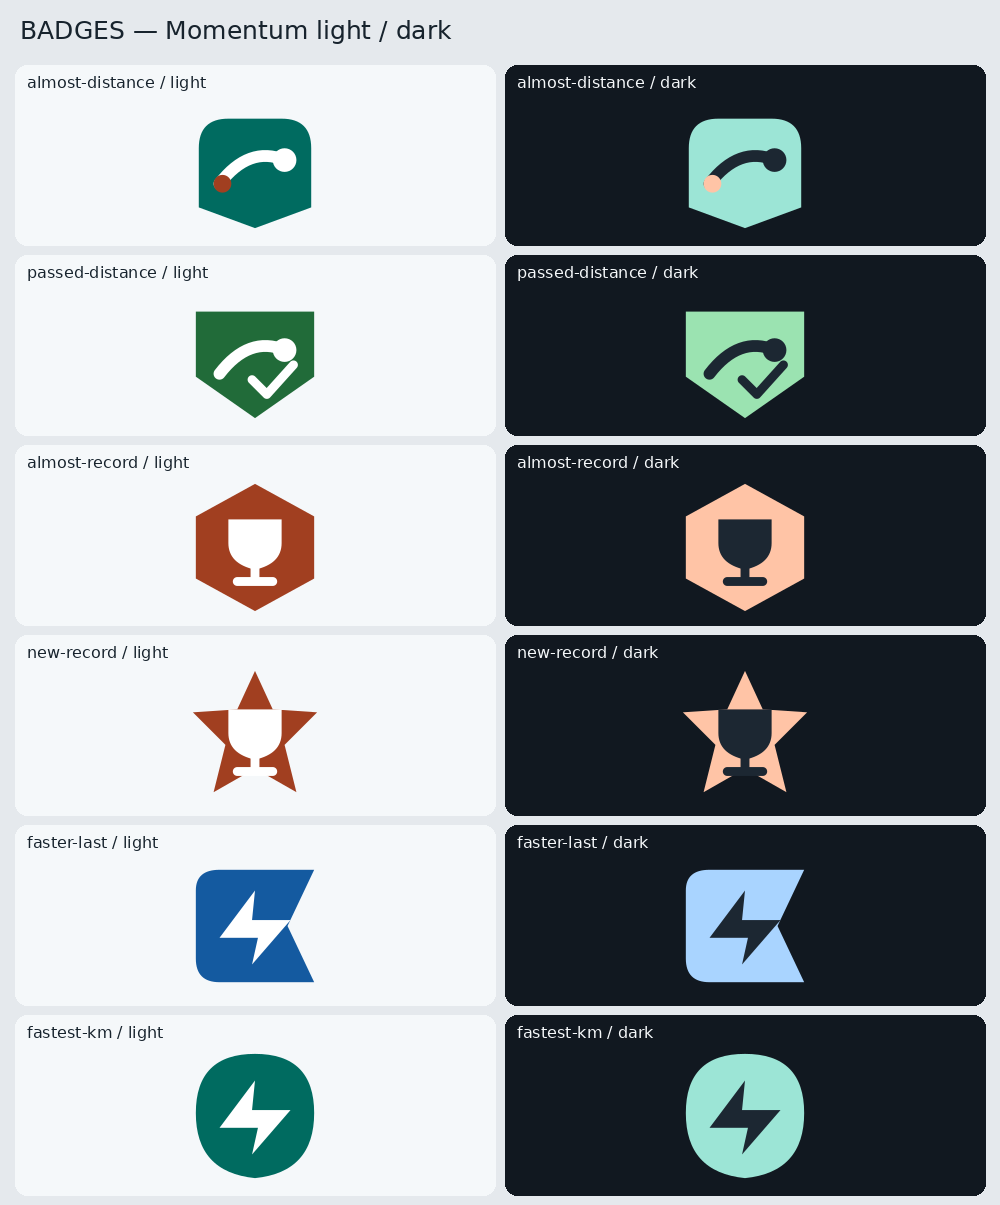 BADGES — Momentum light / dark
almost-distance / light
almost-distance / dark
passed-distance / light
passed-distance / dark
almost-record / light
almost-record / dark
new-record / light
new-record / dark
faster-last / light
faster-last / dark
fastest-km / light
fastest-km / dark